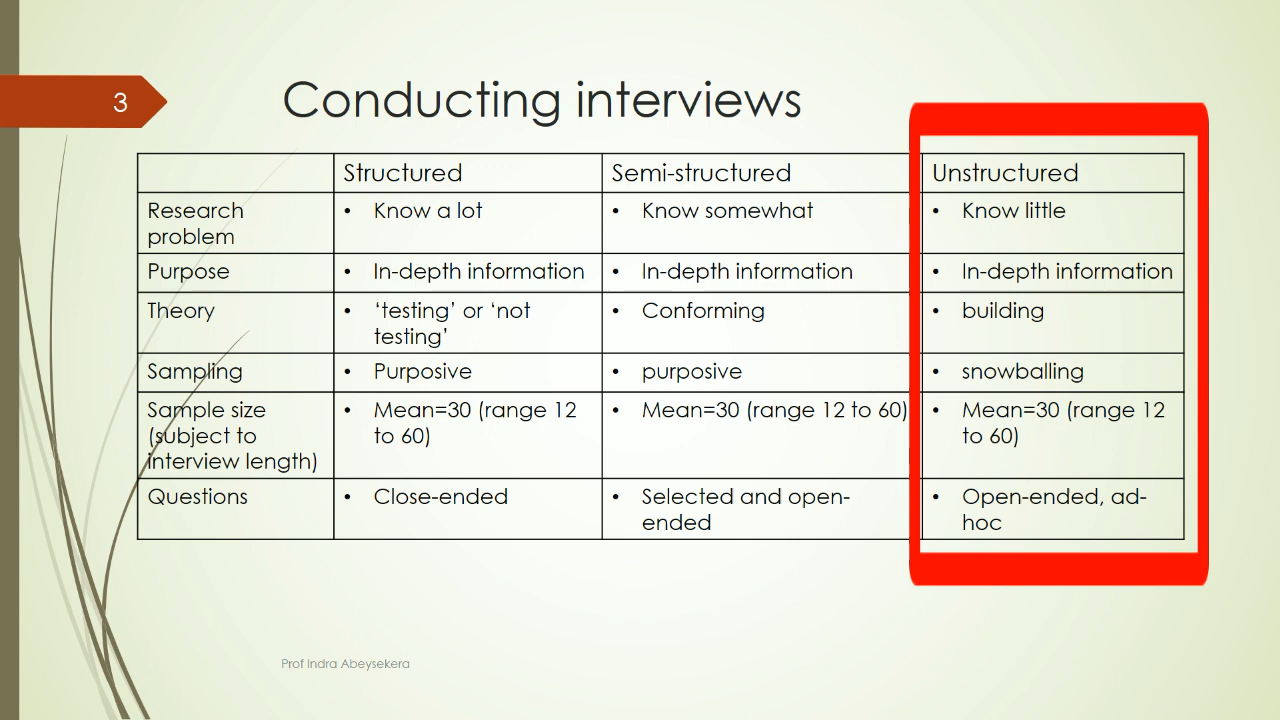 3
Conducting interviews
Structured
Semi-structured
Unstructured
Research
problem
• Know a lot
• Know somewhat
• Know little
Purpose
• In-depth information
• In-depth information
• In-depth information
Theory
• ‘testing’ or ‘not
testing’
• Conforming
• building
Sampling
• Purposive
• purposive
• snowballing
Sample size
(subject to
interview length)
• Mean=30 (range 12
to 60)
• Mean=30 (range 12 to 60)
• Mean=30 (range 12
to 60)
Questions
• Close-ended
• Selected and open-
ended
• Open-ended, ad-
hoc
Prof Indra Abeysekera